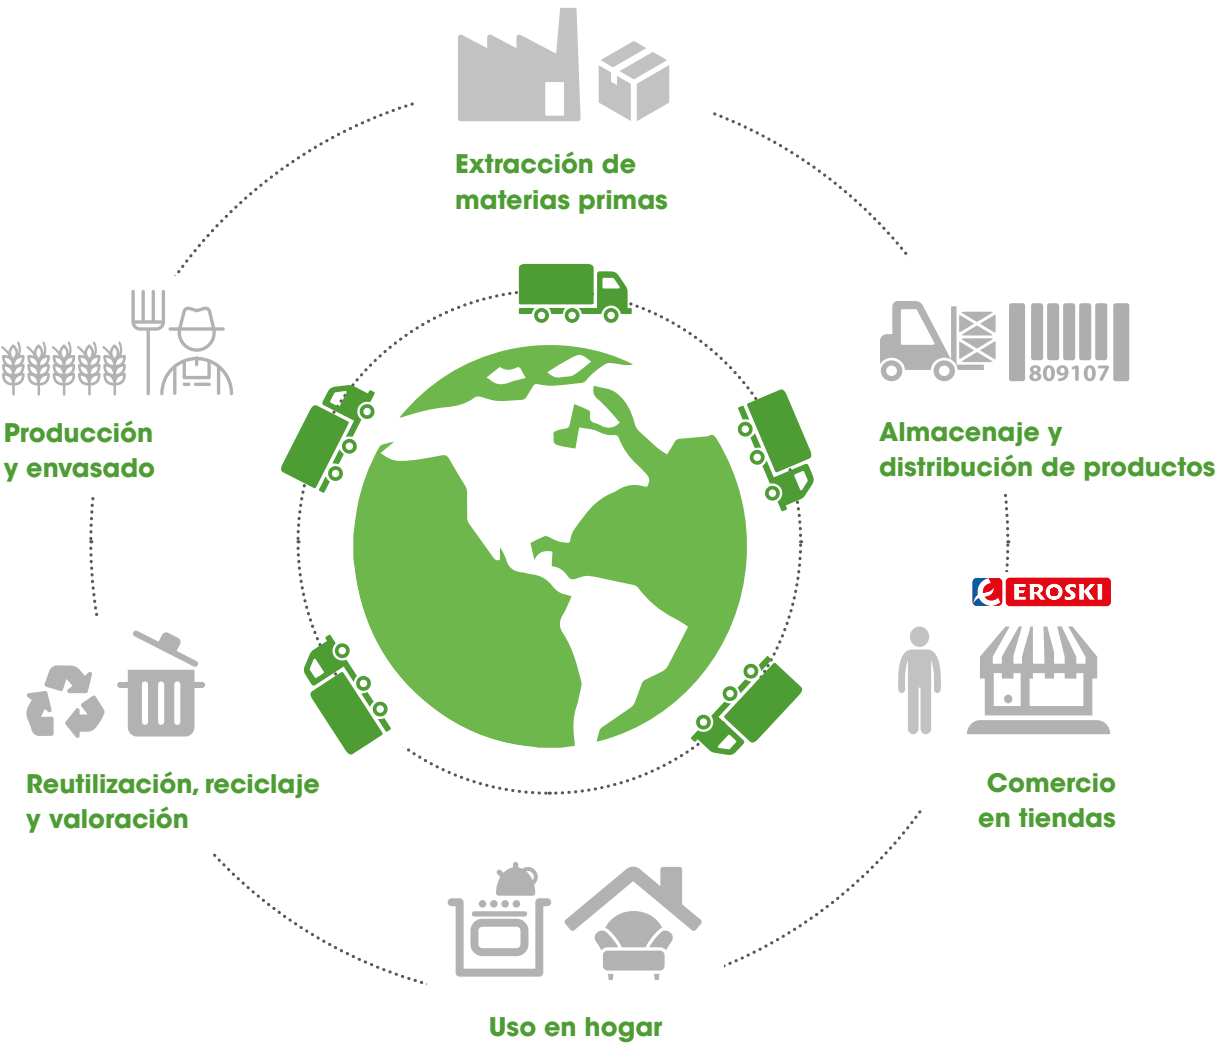 Extracción de
materias primas
809107
Almacenaje y
distribución de productos
Producción
y envasado
e EROSKI
Reutilización, reciclaje
y valoración
Comercio
en tiendas
Uso en hogar